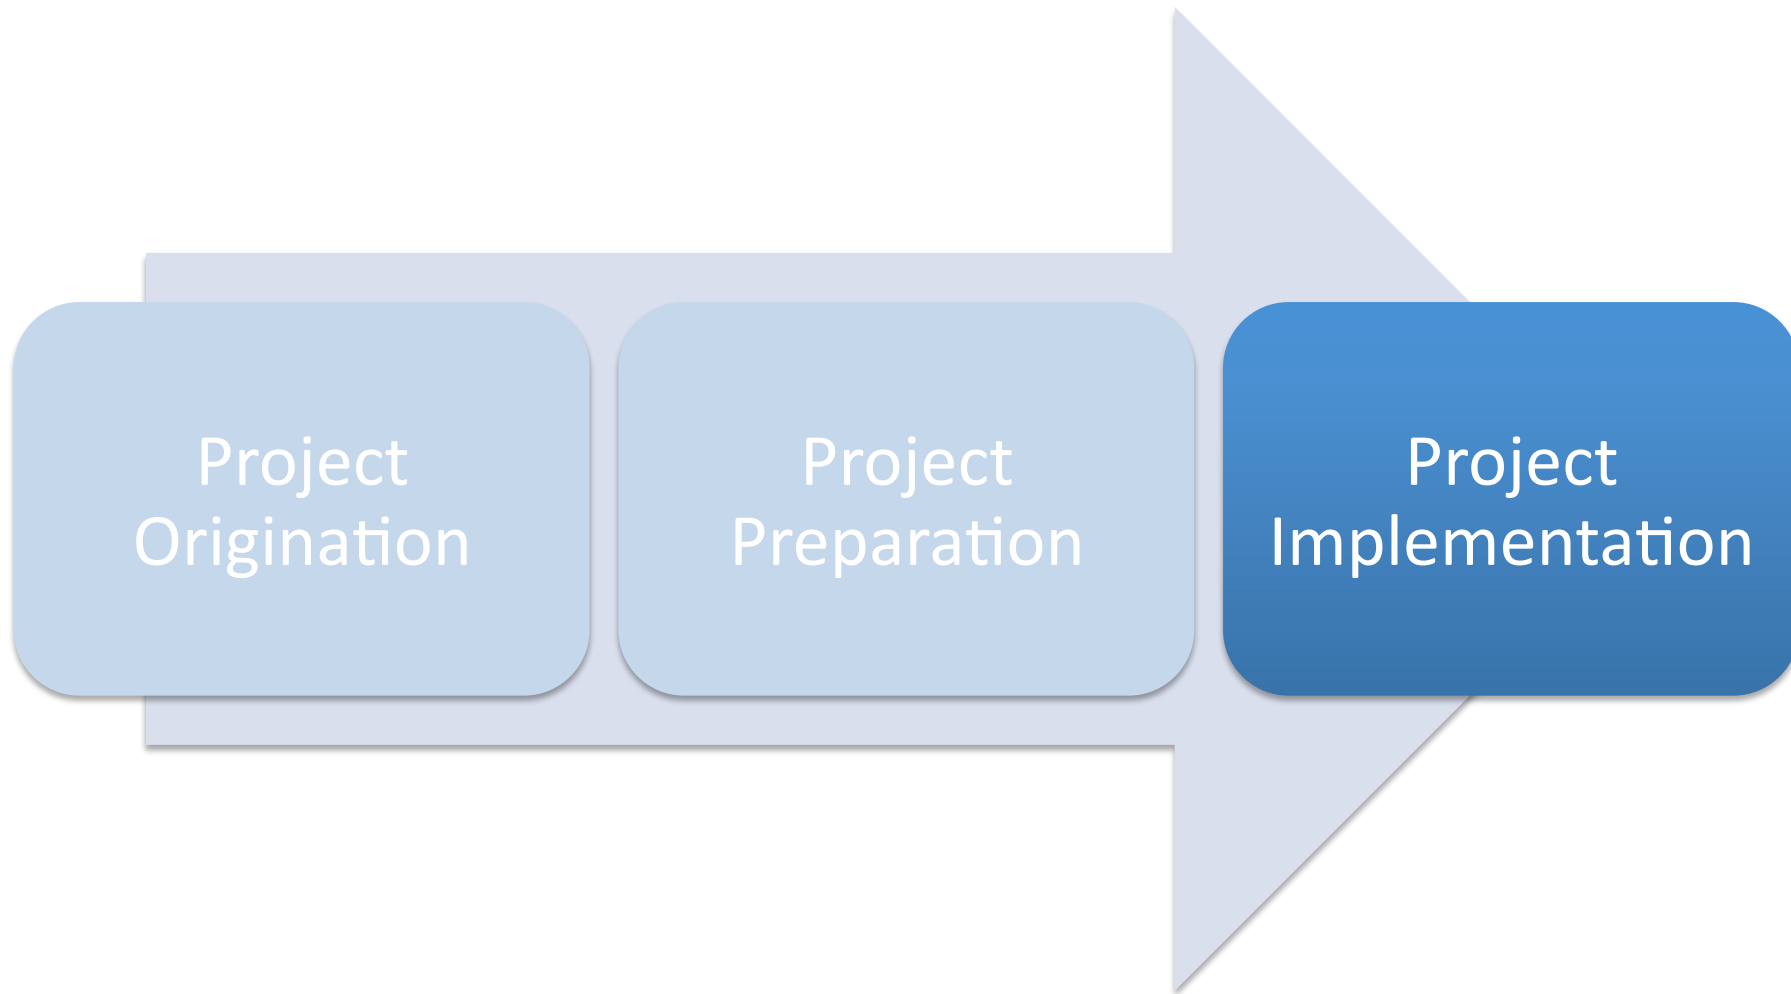 Project
Origination
Project
Preparation
Project
Implementation